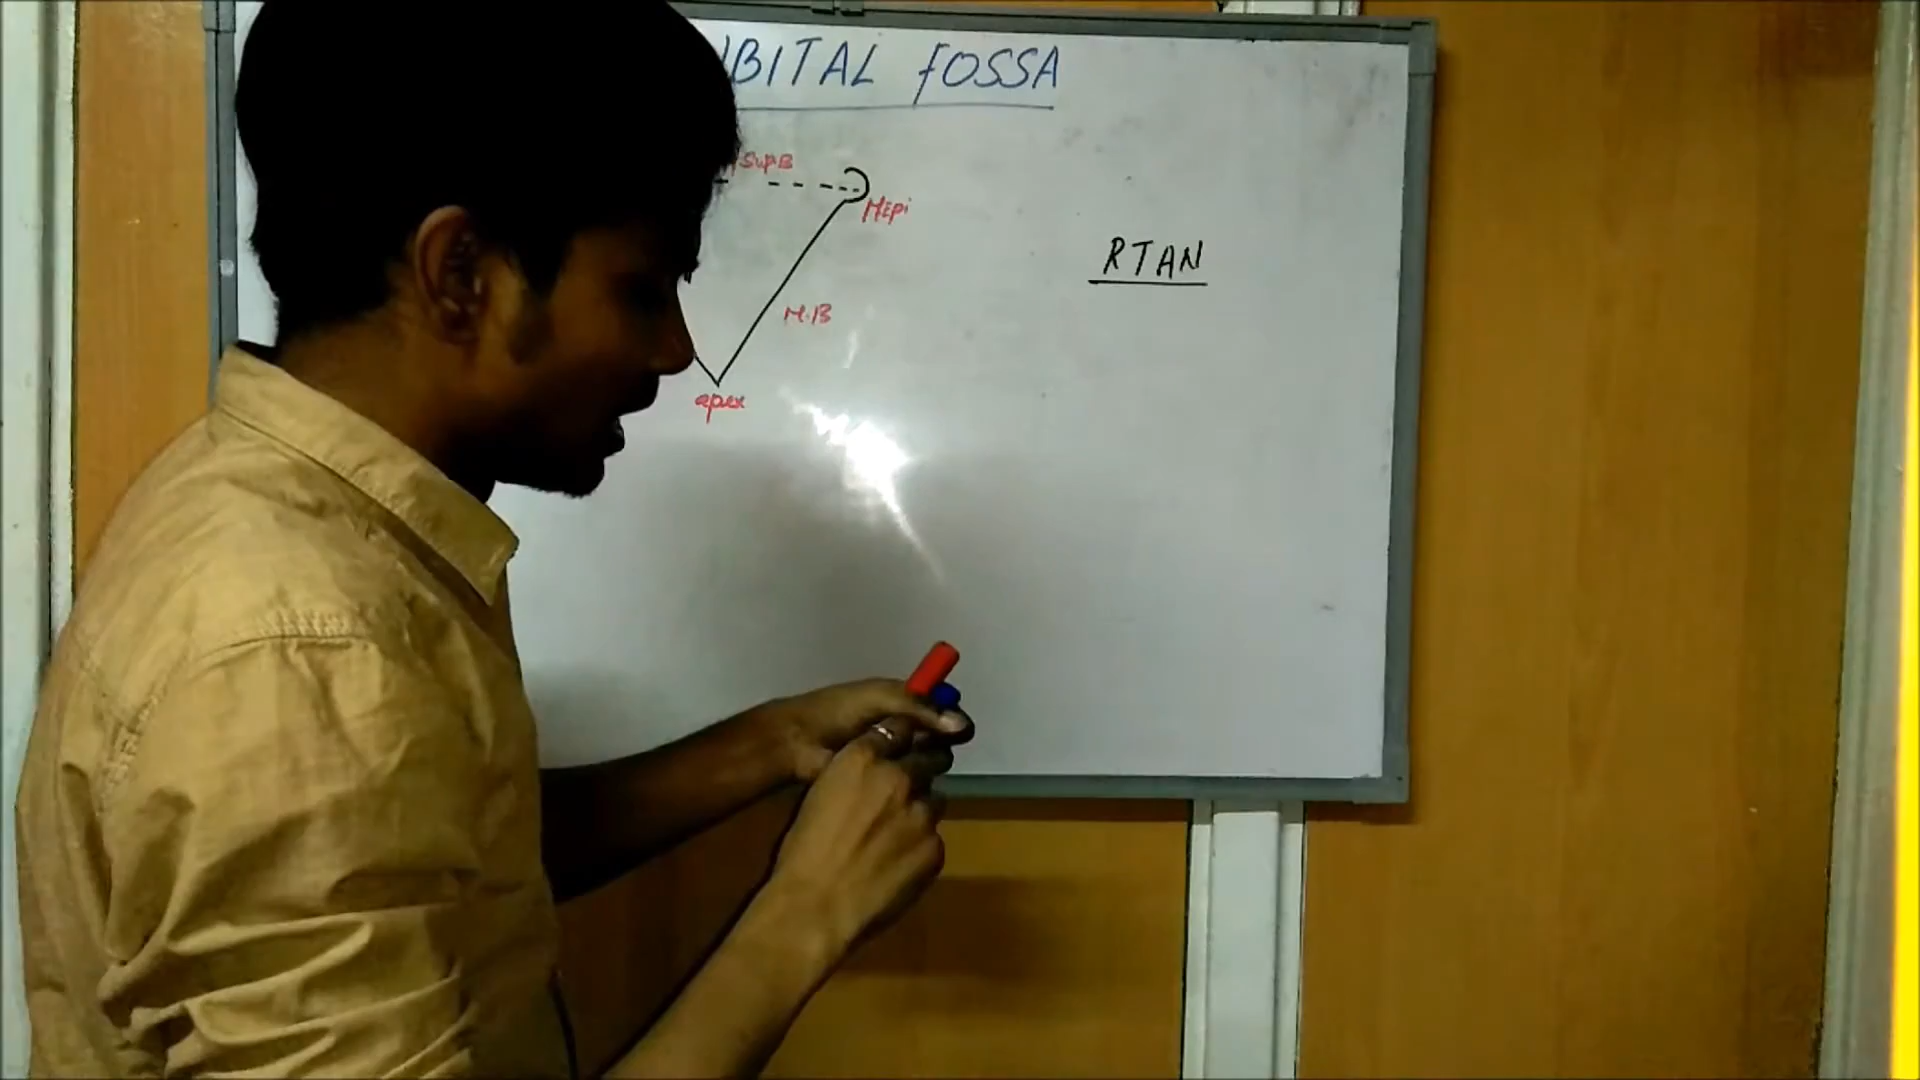 BITAL FOSSA
SupB
MEpi
RTAN
M.B
apex